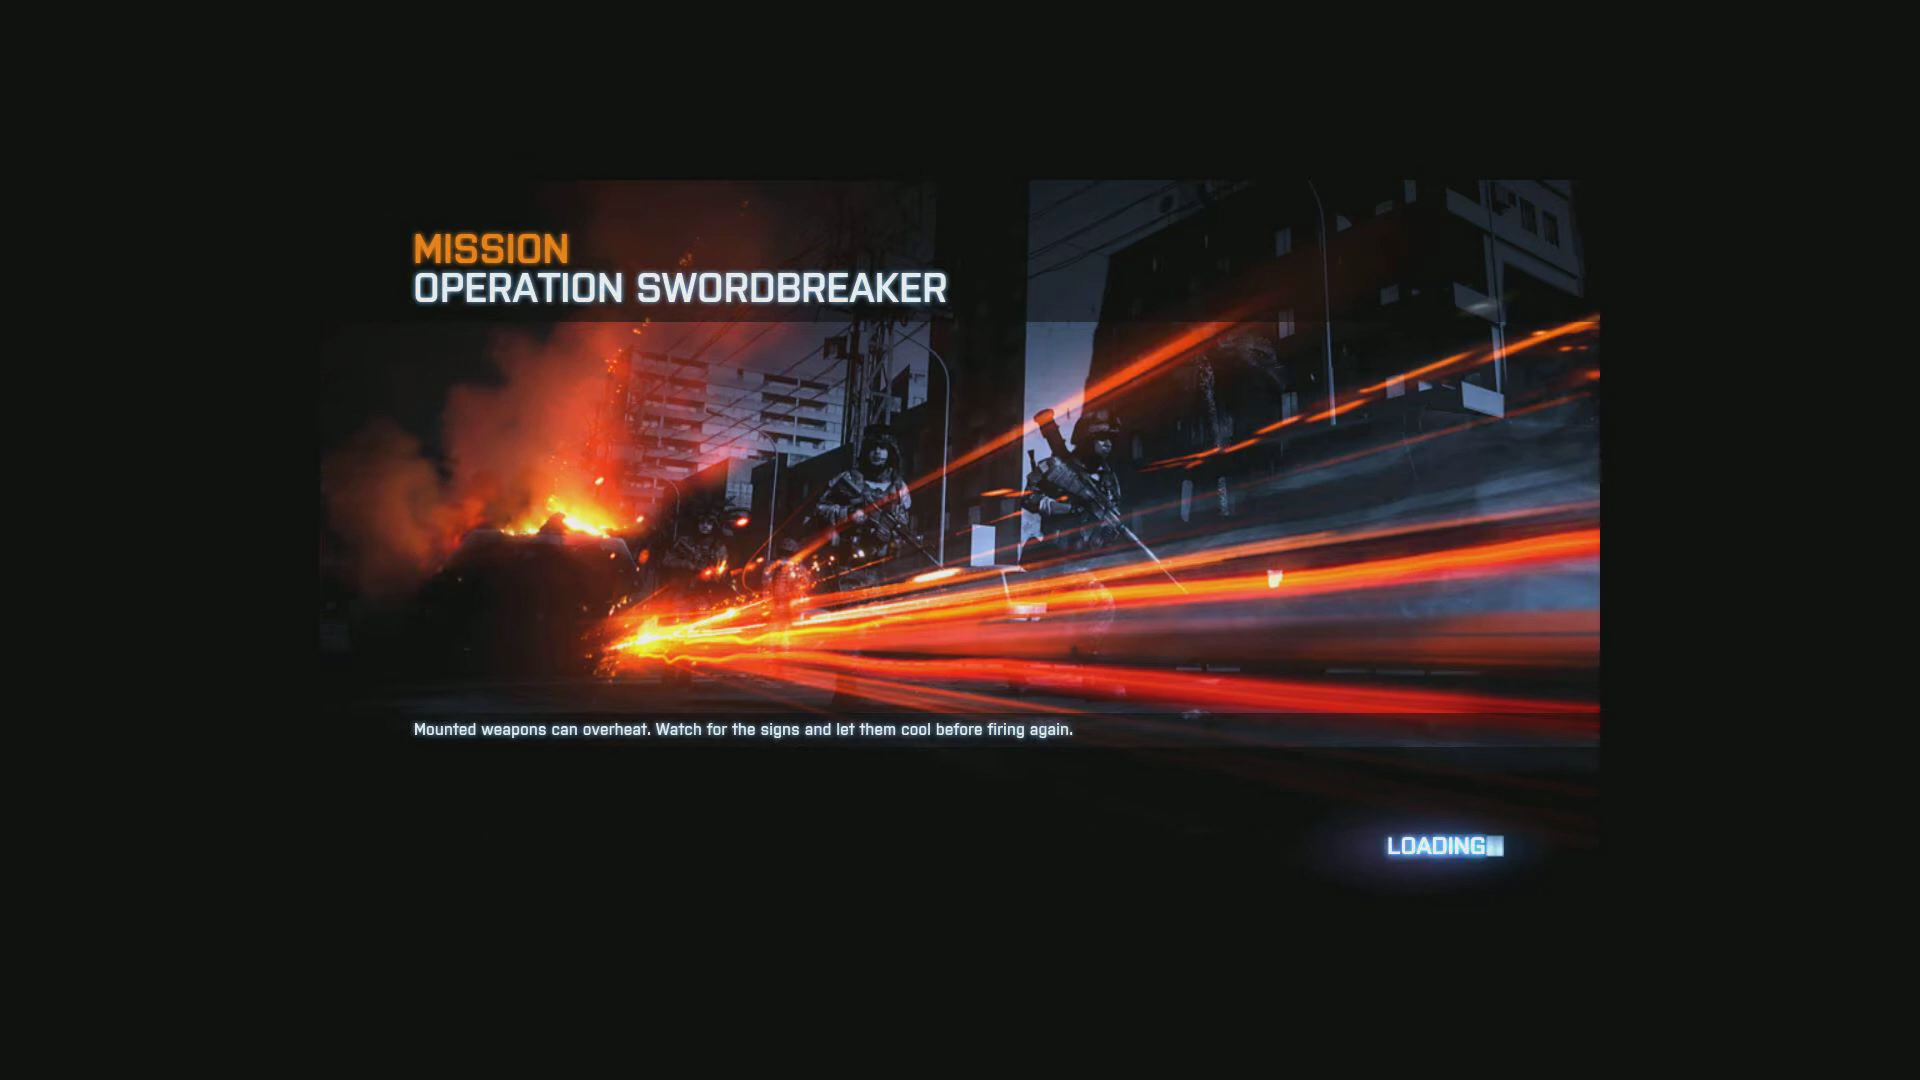 MISSION
OPERATION SWORDBREAKER
Mounted weapons can overheat. Watch for the signs and let them cool before firing again.
LOADING